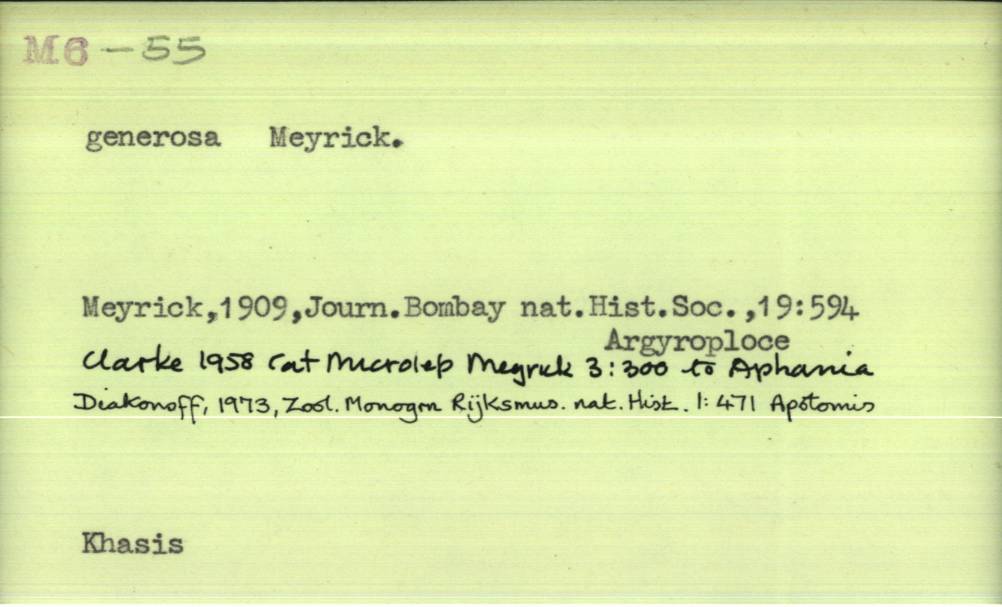 M6 - 55
generosa Meyrick.
Meyrick,1909,Journ.Bombay nat.Hist.Soc.,19:594
Argyroploce
Clarke 1958 Cat Microlep Meyrick 3:300 to Aphania
Diakonoff, 1973, Zool. Monogrn Rijksmus. nat. Hist. 1: 471 Apotomis
Khasis